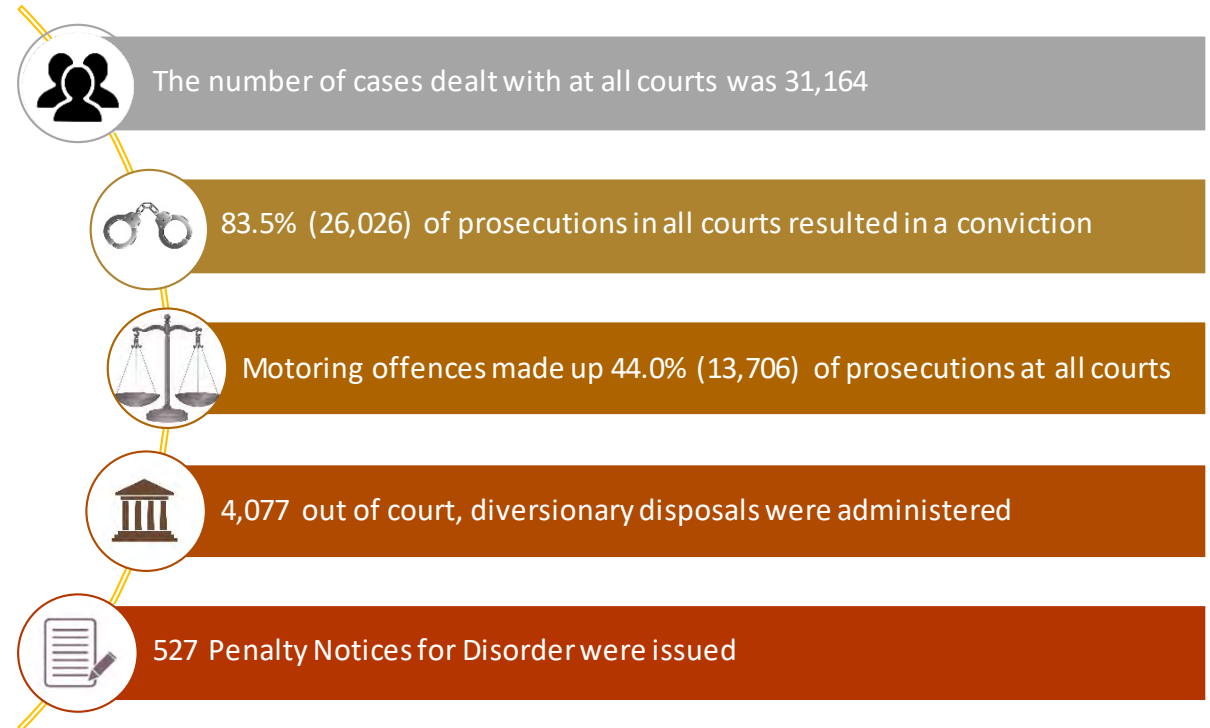 The number of cases dealt with at all courts was 31,164
83.5% (26,026) of prosecutions in all courts resulted in a conviction
Motoring offences made up 44.0% (13,706) of prosecutions at all courts
4,077 out of court, diversionary disposals were administered
527 Penalty Notices for Disorder were issued